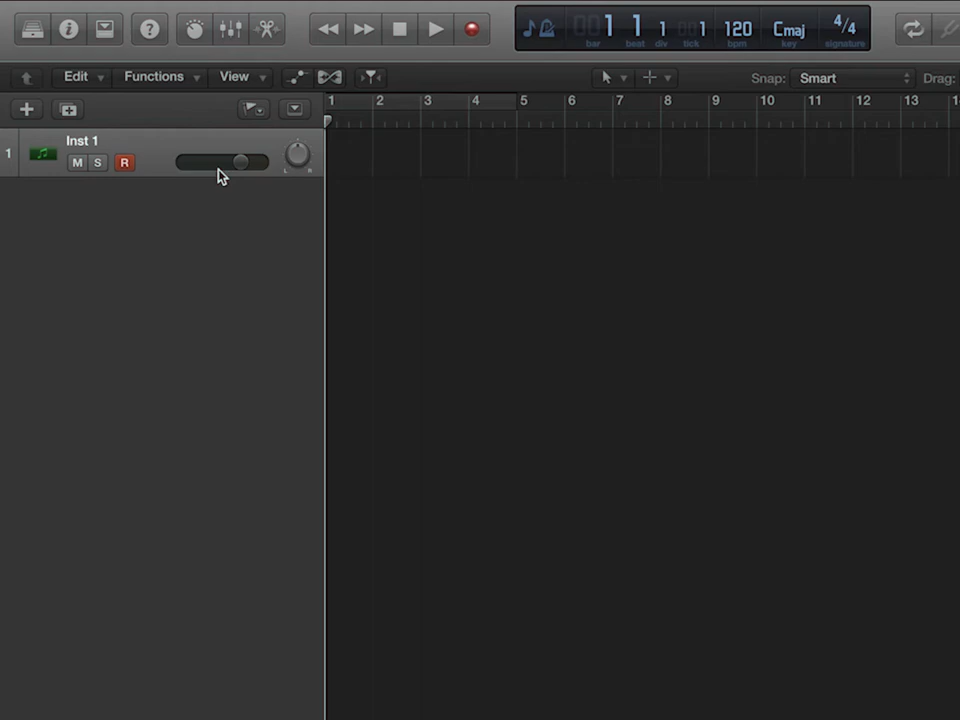 1 1 1 1 120 Cmaj 4/4
bar beat div tick bpm key signature
Edit Functions View Snap: Smart Drag:
1 2 3 4 5 6 7 8 9 10 11 12 13
Inst 1
1 M S R
L R